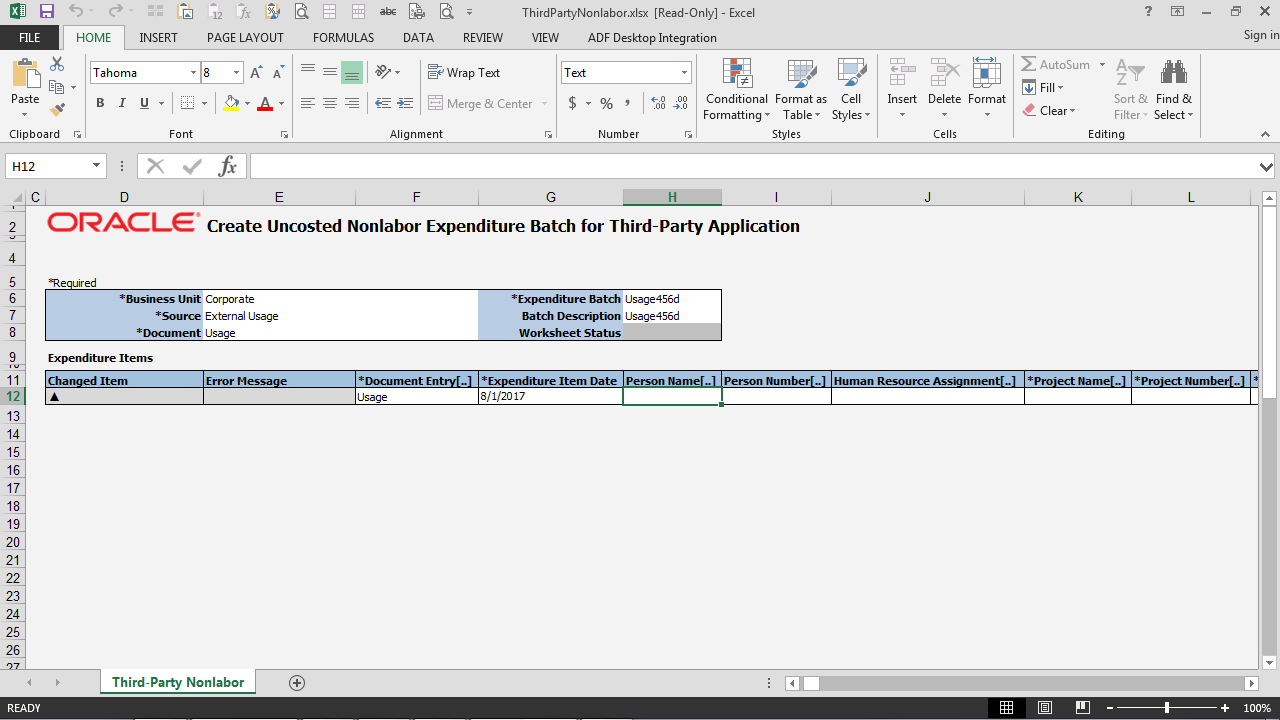 ThirdPartyNonlabor.xlsx [Read-Only] - Excel
FILE HOME INSERT PAGE LAYOUT FORMULAS DATA REVIEW VIEW ADF Desktop Integration Sign in
Tahoma 8 Wrap Text Text AutoSum
Paste Fill
B I U Merge & Center $ % , Conditional Formatting Format as Table Cell Styles Insert Delete Format Clear Sort & Filter Find & Select
Clipboard Font Alignment Number Styles Cells Editing
H12 fx
C D E F G H I J K L
2 ORACLE Create Uncosted Nonlabor Expenditure Batch for Third-Party Application
4
5 *Required
6 *Business Unit Corporate *Expenditure Batch Usage456d
7 *Source External Usage Batch Description Usage456d
8 *Document Usage Worksheet Status
9 Expenditure Items
10
11 Changed Item Error Message *Document Entry[..] *Expenditure Item Date Person Name[..] Person Number[..] Human Resource Assignment[..] *Project Name[..] *Project Number[..] *
12 ▲ Usage 8/1/2017
13
14
15
16
17
18
19
20
21
22
23
24
25
26
27
Third-Party Nonlabor
READY 100%